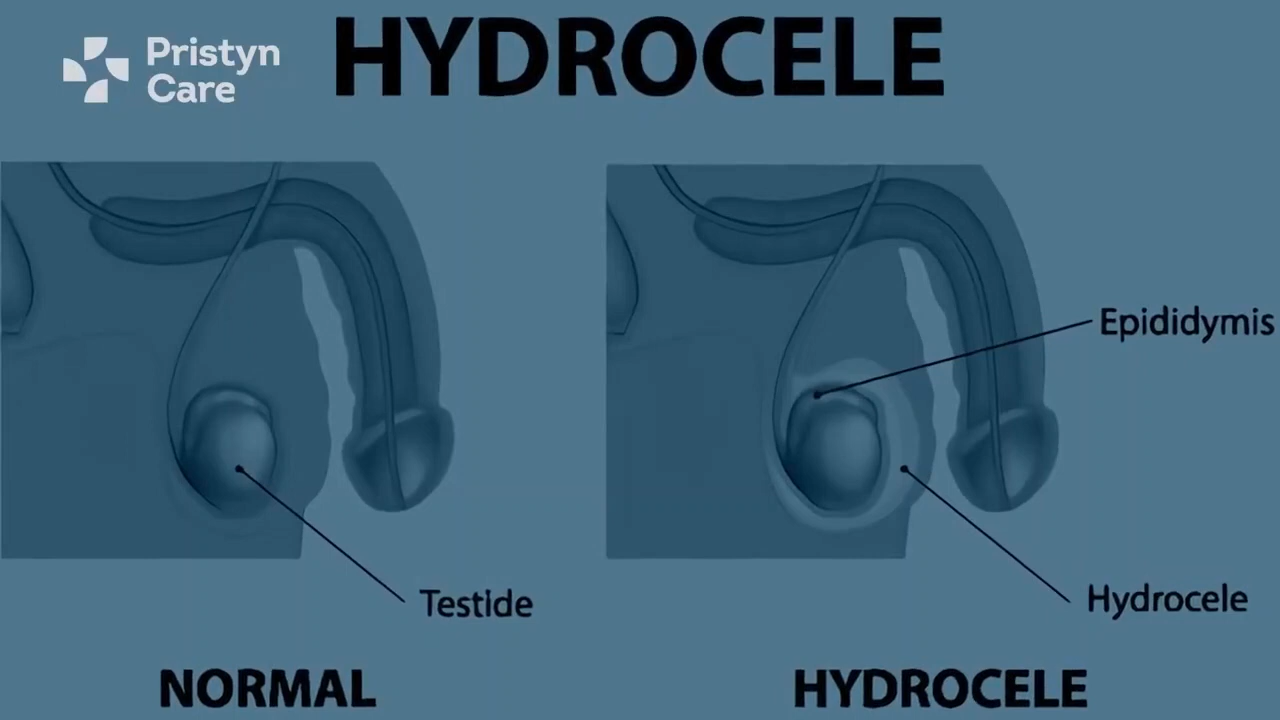 HYDROCELE
Pristyn
Care
Epididymis
Testide
Hydrocele
NORMAL
HYDROCELE